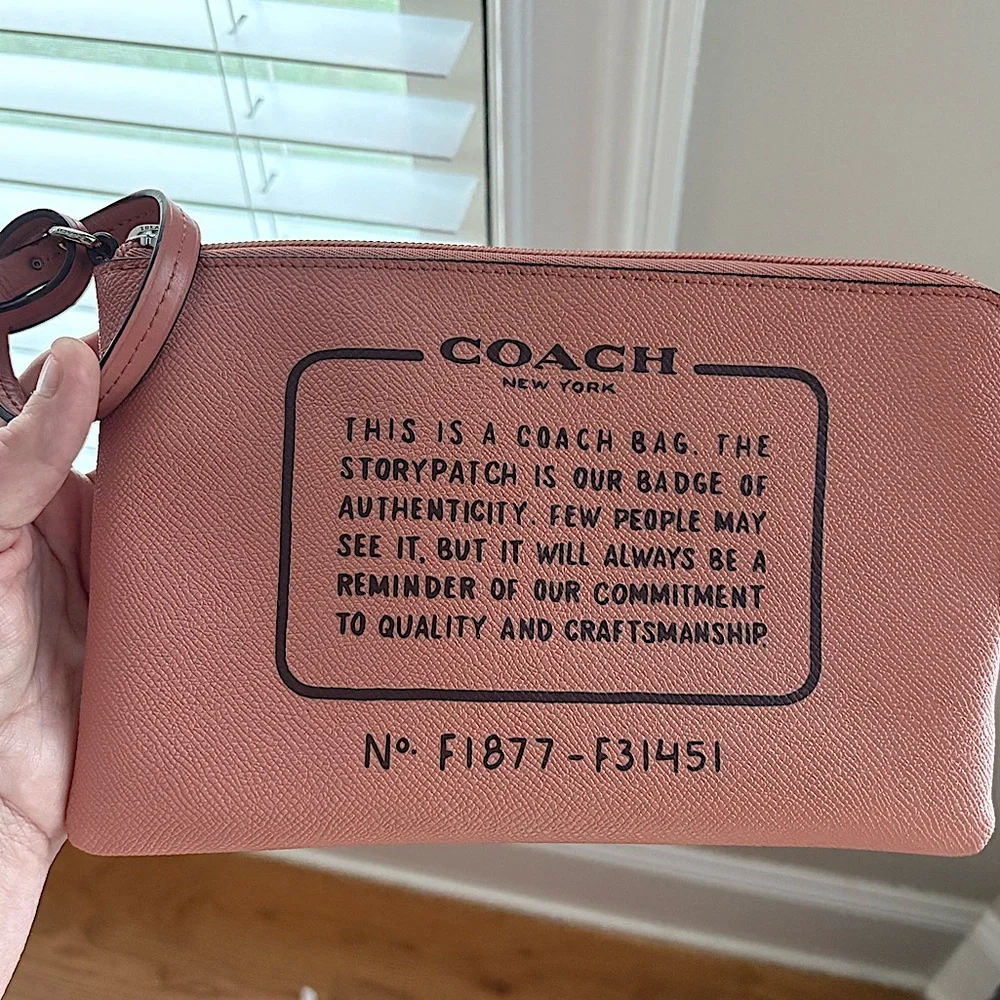 COACH
NEW YORK
THIS IS A COACH BAG. THE
STORYPATCH IS OUR BADGE OF
AUTHENTICITY. FEW PEOPLE MAY
SEE IT, BUT IT WILL ALWAYS BE A
REMINDER OF OUR COMMITMENT
TO QUALITY AND CRAFTSMANSHIP.
Nº. F1877-F31451